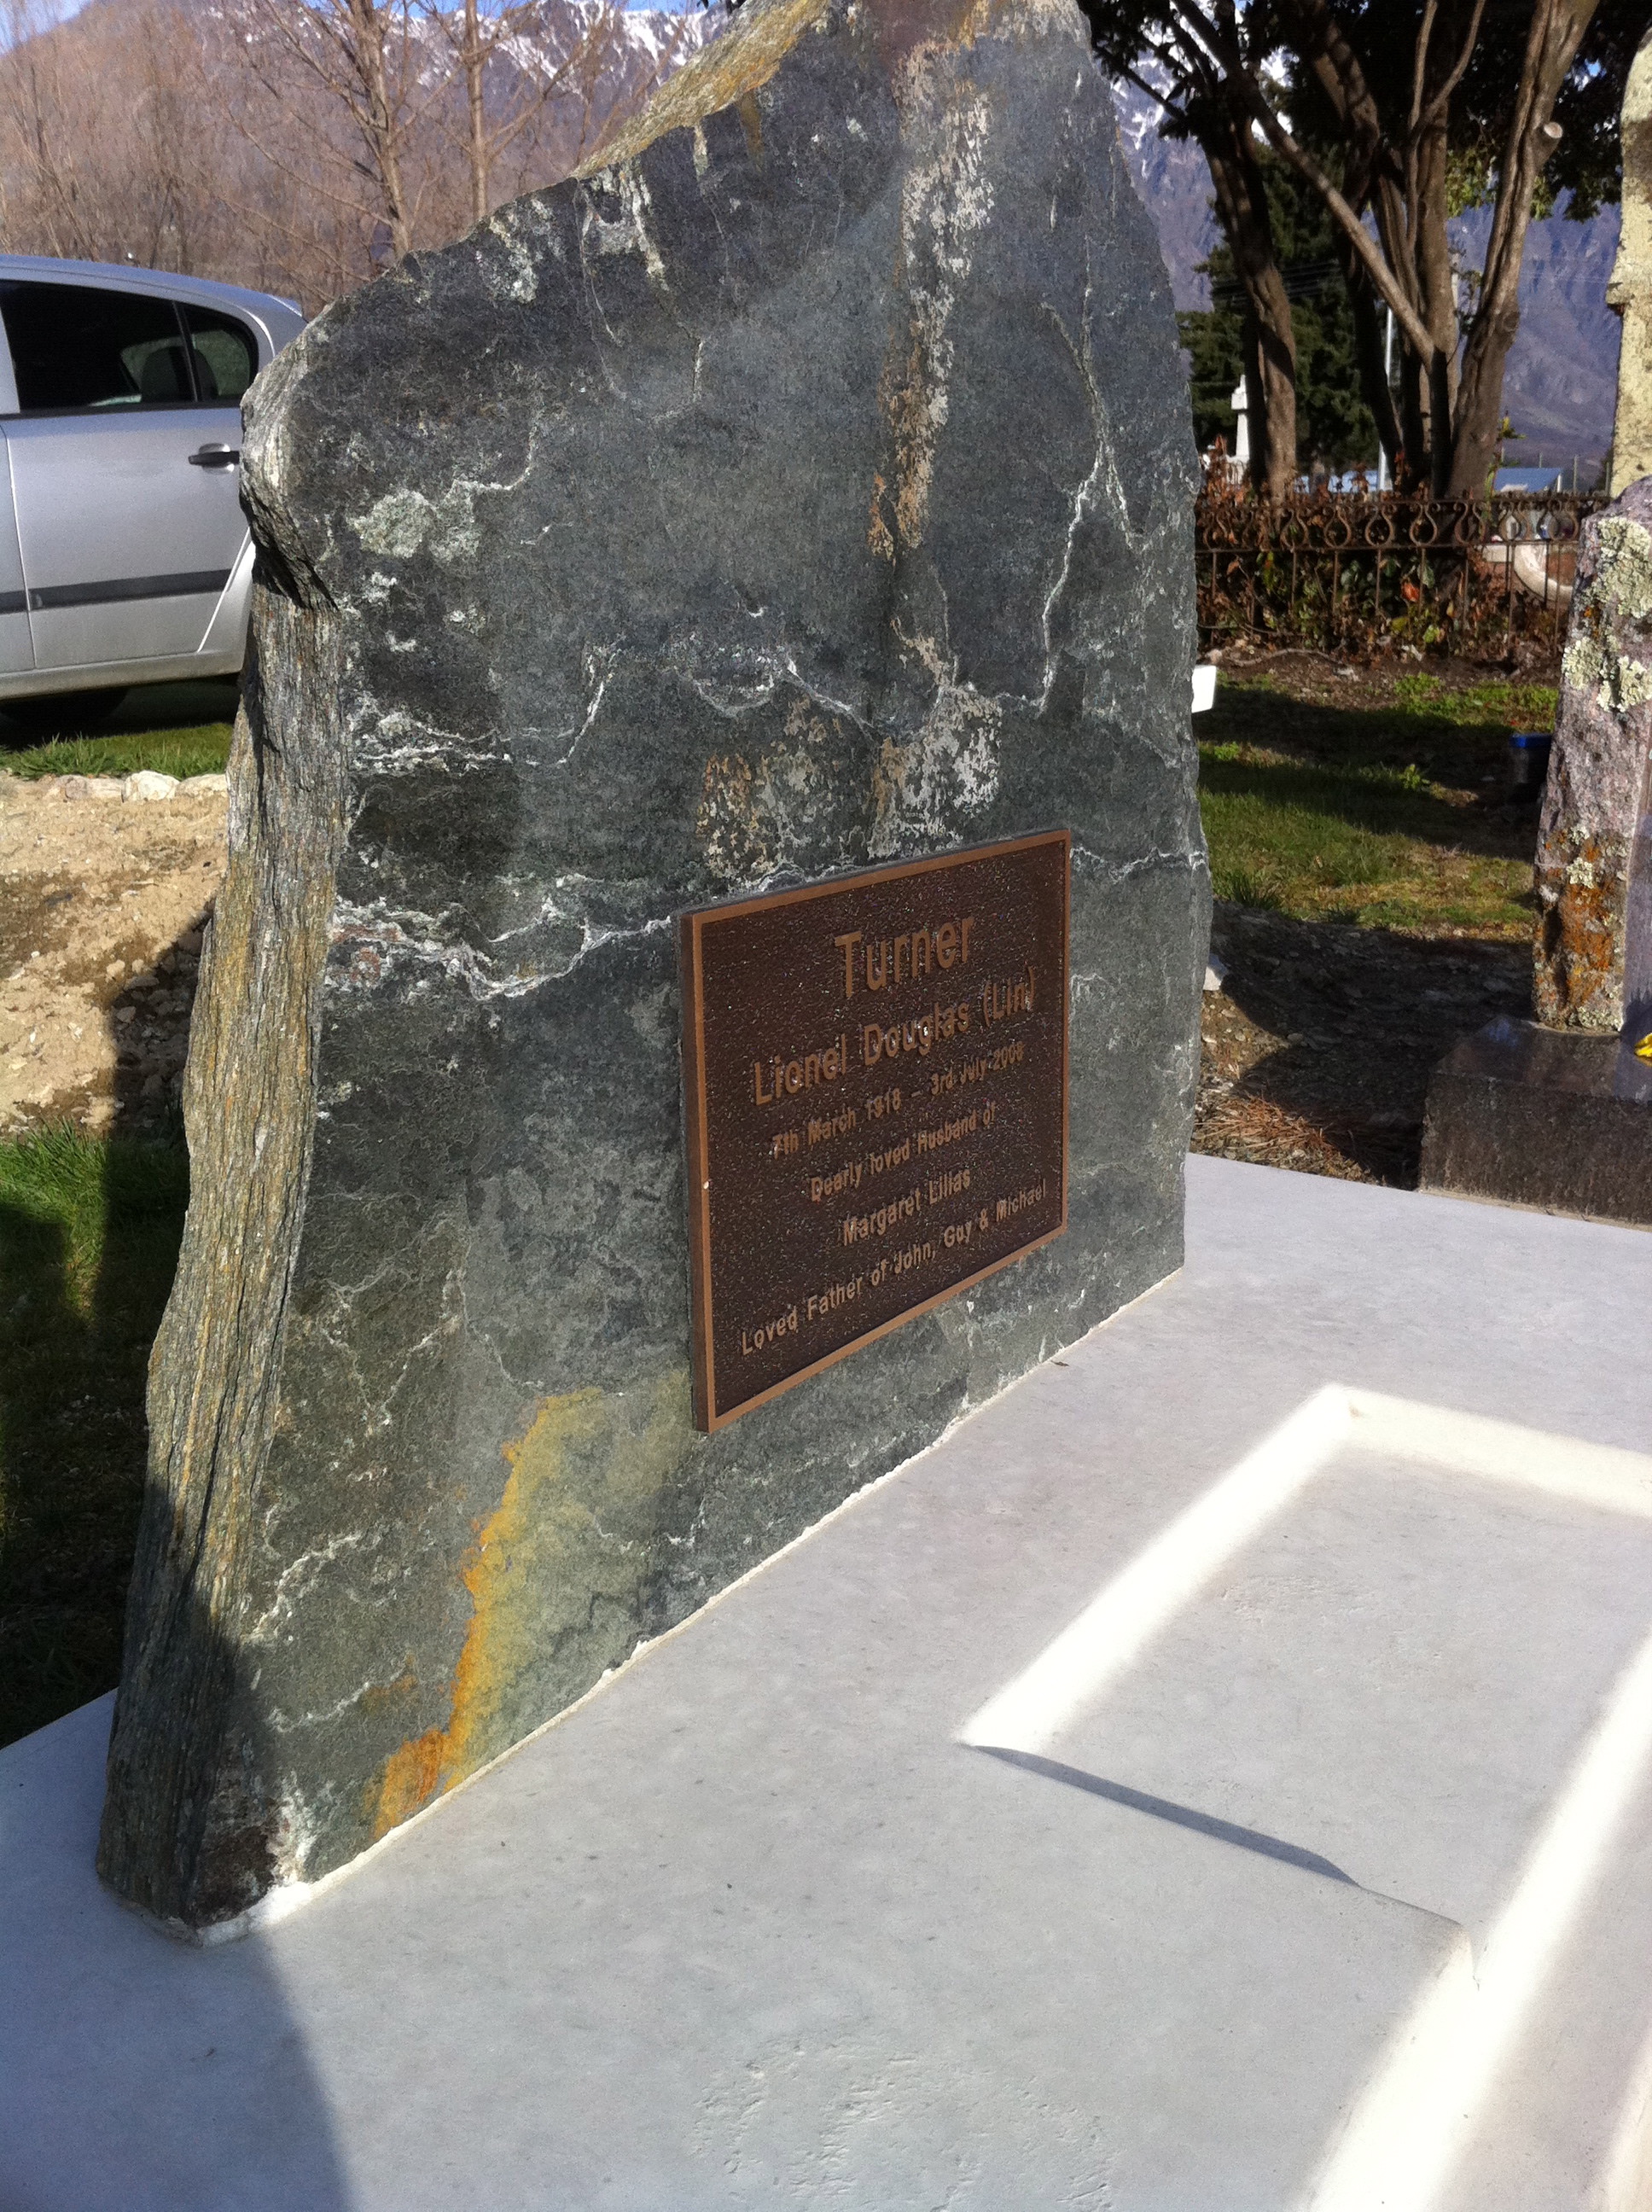 Turner
Lionel Douglas (Lin)
7th March 1918 – 3rd July
Dearly loved Husband of
Margaret Lilias
Loved Father of John, Guy & Michael